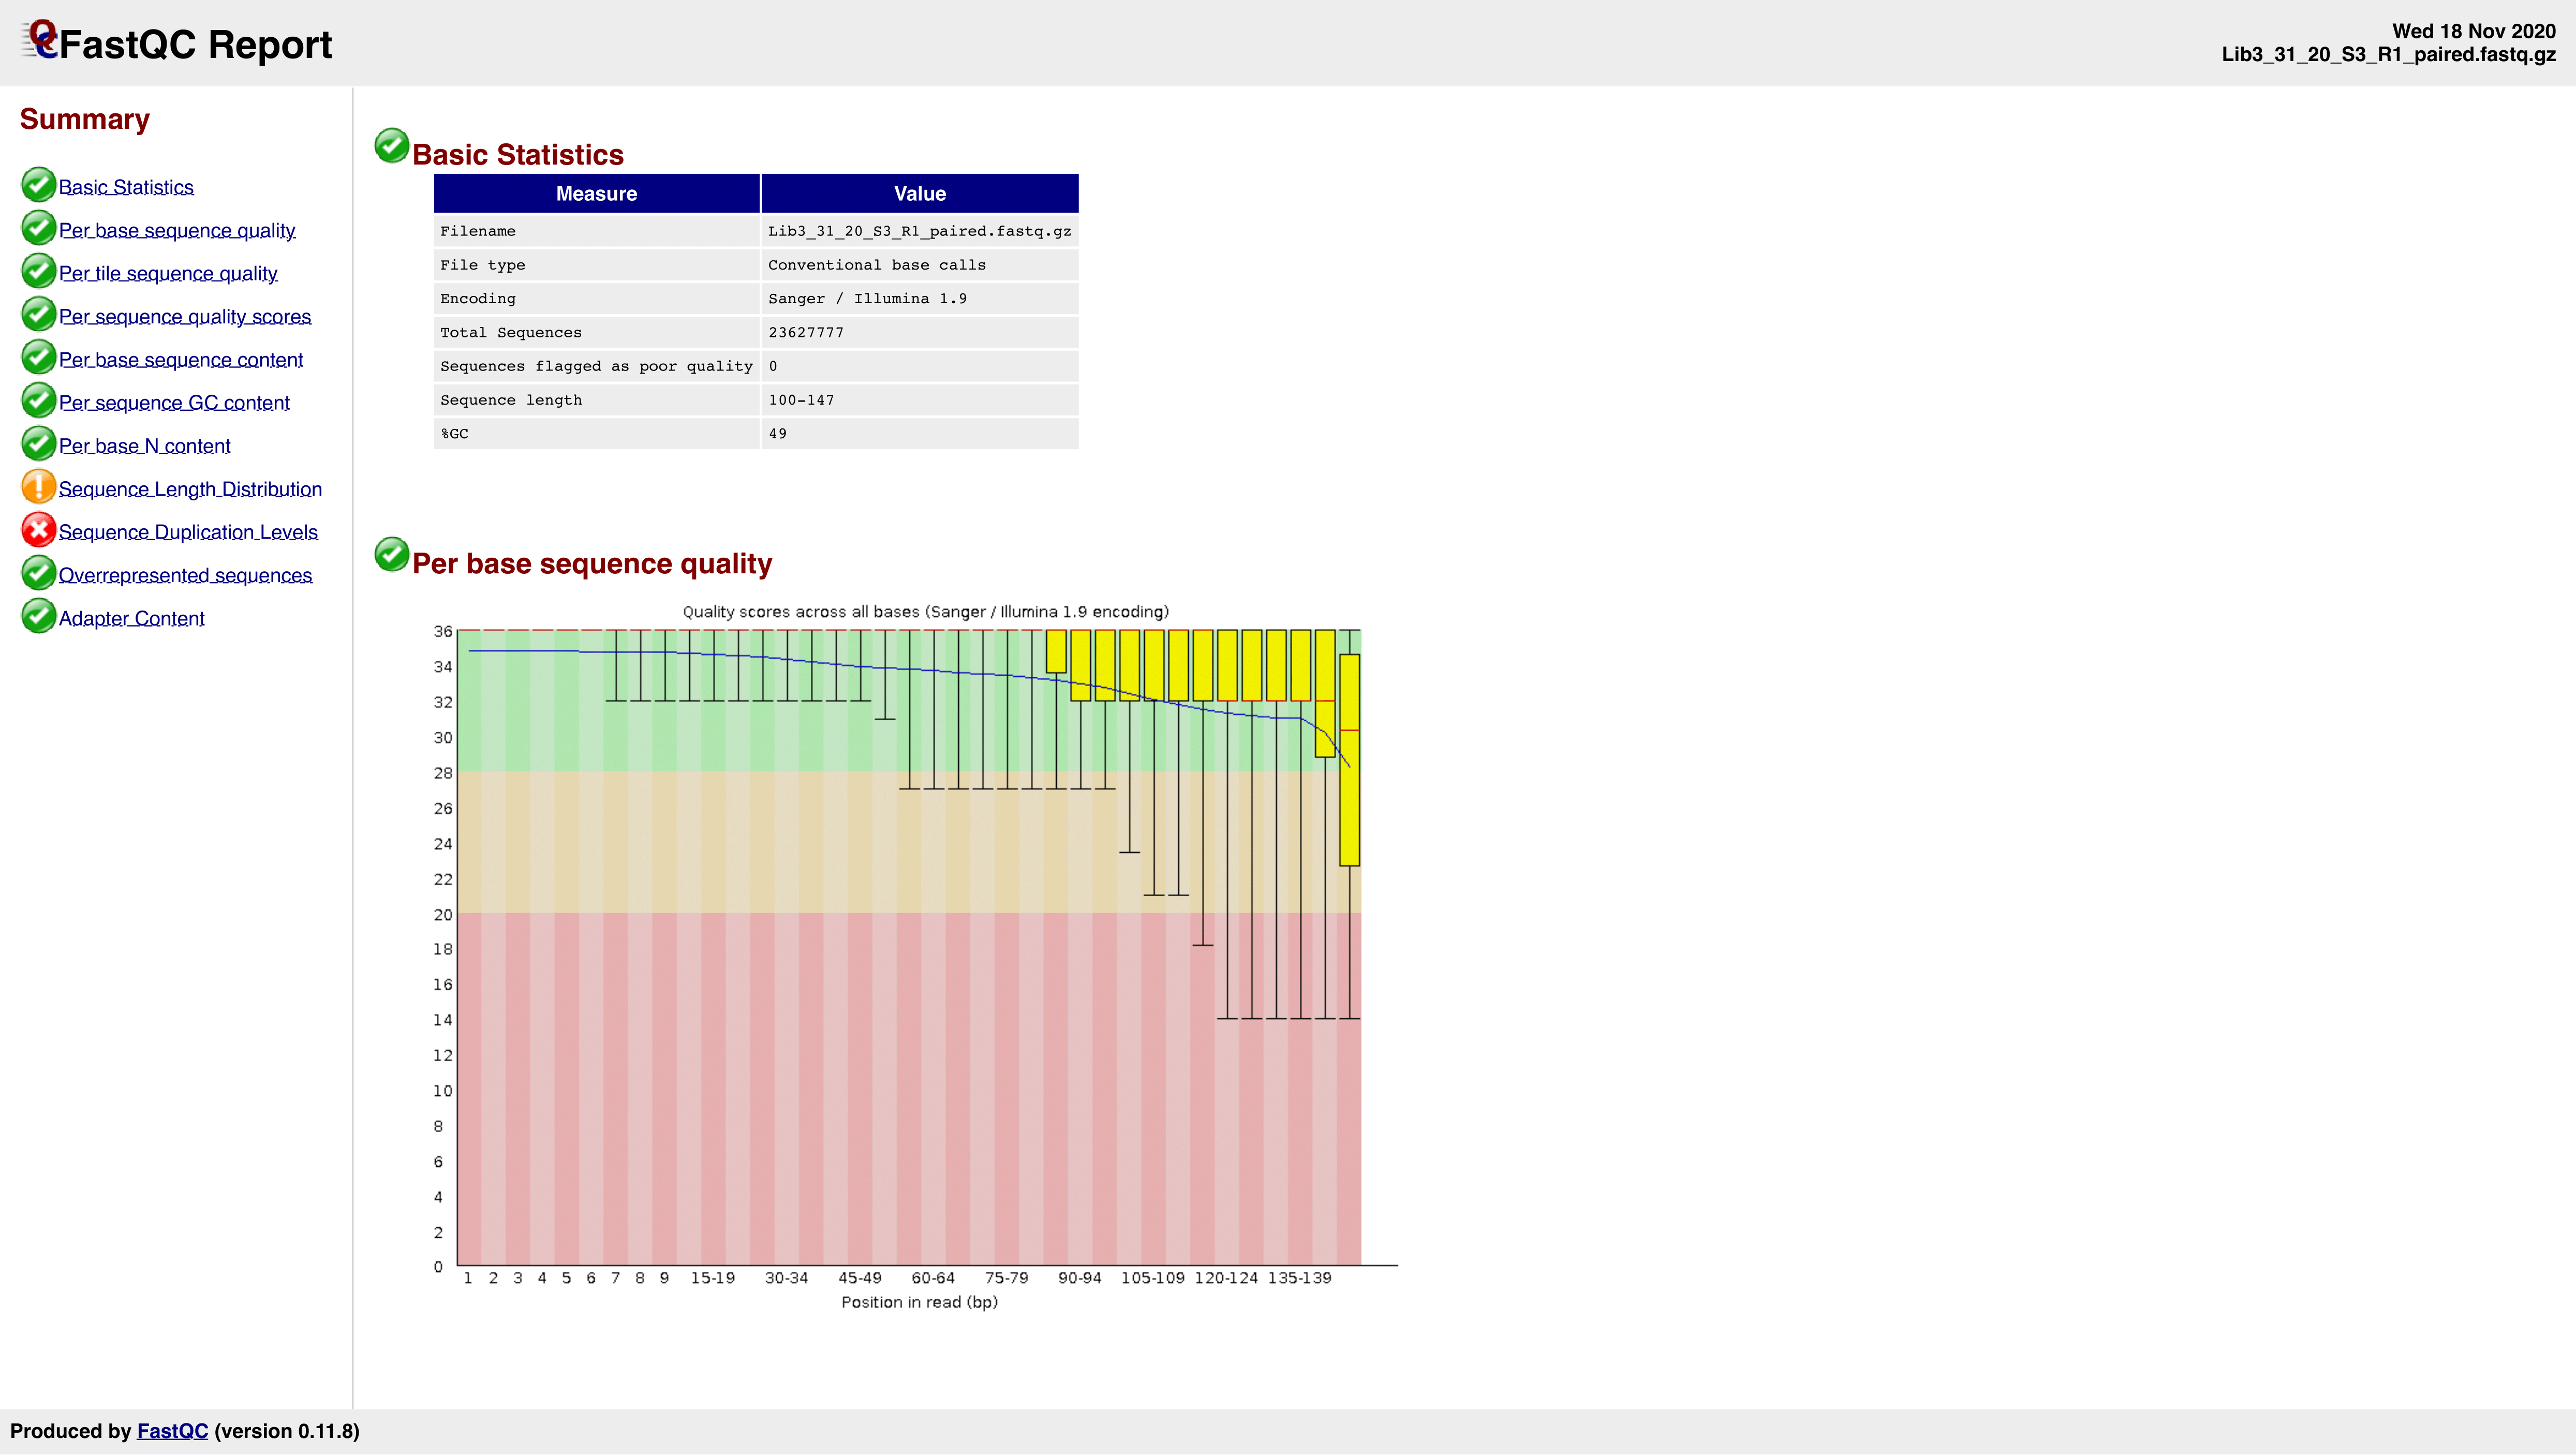 FastQC Report
Wed 18 Nov 2020
Lib3_31_20_S3_R1_paired.fastq.gz
Summary
Basic Statistics
Per base sequence quality
Per tile sequence quality
Per sequence quality scores
Per base sequence content
Per sequence GC content
Per base N content
Sequence Length Distribution
Sequence Duplication Levels
Overrepresented sequences
Adapter Content
Basic Statistics
Measure Value
Filename Lib3_31_20_S3_R1_paired.fastq.gz
File type Conventional base calls
Encoding Sanger / Illumina 1.9
Total Sequences 23627777
Sequences flagged as poor quality 0
Sequence length 100-147
%GC 49
Per base sequence quality
Quality scores across all bases (Sanger / Illumina 1.9 encoding)
36
34
32
30
28
26
24
22
20
18
16
14
12
10
8
6
4
2
0
1 2 3 4 5 6 7 8 9 15-19 30-34 45-49 60-64 75-79 90-94 105-109 120-124 135-139
Position in read (bp)
Produced by FastQC (version 0.11.8)